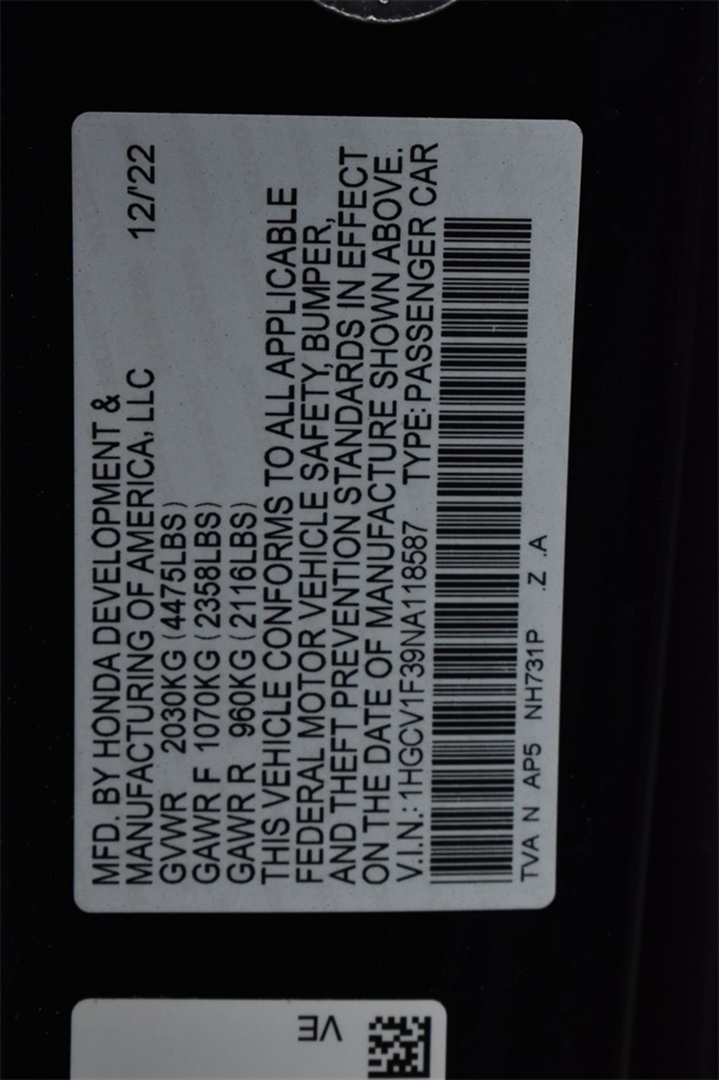 MFD. BY HONDA DEVELOPMENT &
MANUFACTURING OF AMERICA, LLC 12/'22
GVWR 2030KG (4475LBS)
GAWR F 1070KG (2358LBS)
GAWR R 960KG (2116LBS)
THIS VEHICLE CONFORMS TO ALL APPLICABLE
FEDERAL MOTOR VEHICLE SAFETY, BUMPER,
AND THEFT PREVENTION STANDARDS IN EFFECT
ON THE DATE OF MANUFACTURE SHOWN ABOVE.
V.I.N.: 1HGCV1F39NA118587 TYPE: PASSENGER CAR
TVA N AP5 NH731P .Z .A
VE